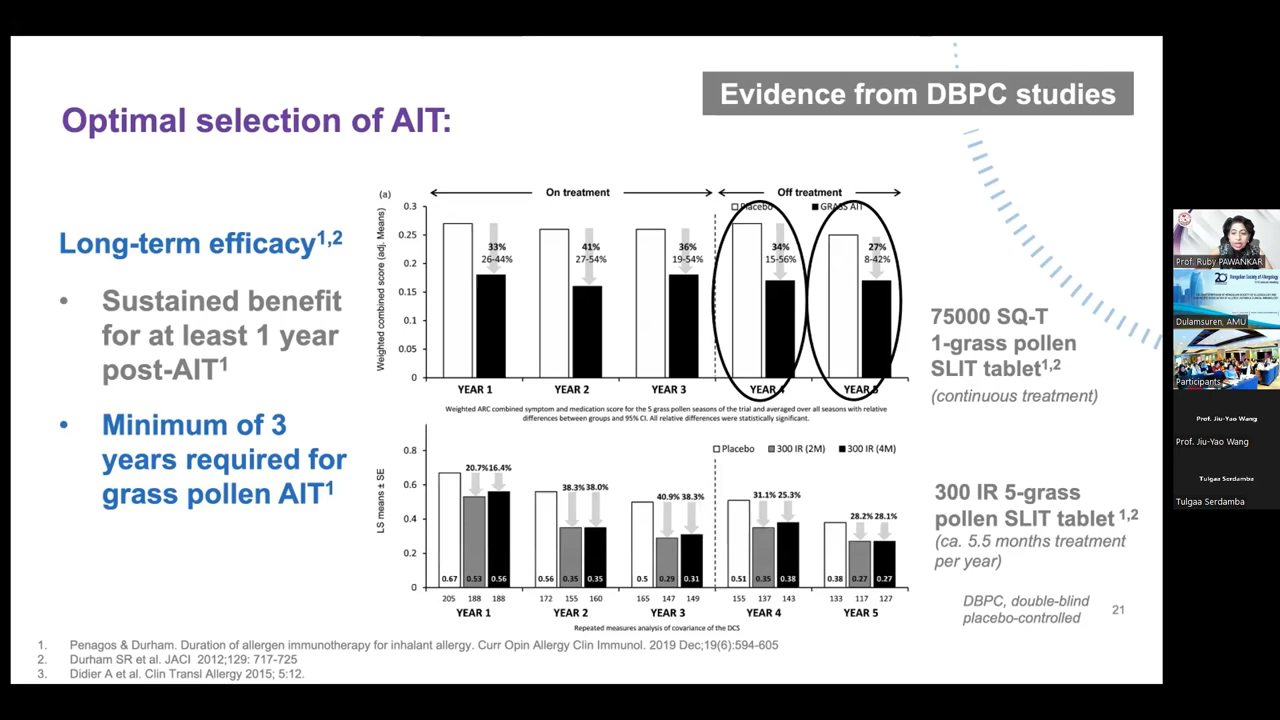 Evidence from DBPC studies
Optimal selection of AIT:
Long-term efficacy1,2
• Sustained benefit
for at least 1 year
post-AIT1
• Minimum of 3
years required for
grass pollen AIT1
(a)
On treatment
Off treatment
Placebo
GRASS AIT
Weighted combined score (adj. Means)
0.3
0.25
0.2
0.15
0.1
0.05
0
33%
26-44%
41%
27-54%
36%
19-54%
34%
15-56%
27%
8-42%
YEAR 1
YEAR 2
YEAR 3
YEAR 4
YEAR 5
Weighted ARC combined symptom and medication score for the 5 grass pollen seasons of the trial and averaged over all seasons with relative
differences between groups and 95% CI. All relative differences were statistically significant.
75000 SQ-T
1-grass pollen
SLIT tablet1,2
(continuous treatment)
Placebo
300 IR (2M)
300 IR (4M)
LS means ± SE
0.8
0.6
0.4
0.2
0
20.7% 16.4%
38.3% 38.0%
40.9% 38.3%
31.1% 25.3%
28.2% 28.1%
0.67 0.53 0.56
0.56 0.35 0.35
0.5 0.29 0.31
0.51 0.35 0.38
0.38 0.27 0.27
205 188 188
172 155 160
165 147 149
155 137 143
133 117 127
YEAR 1
YEAR 2
YEAR 3
YEAR 4
YEAR 5
Repeated measures analysis of covariance of the DCS
300 IR 5-grass
pollen SLIT tablet 1,2
(ca. 5.5 months treatment
per year)
DBPC, double-blind
placebo-controlled
21
1. Penagos & Durham. Duration of allergen immunotherapy for inhalant allergy. Curr Opin Allergy Clin Immunol. 2019 Dec;19(6):594-605
2. Durham SR et al. JACI 2012;129: 717-725
3. Didier A et al. Clin Transl Allergy 2015; 5:12.
Prof. Ruby PAWANKAR
20
Mongolian Society of Allergology
Dulamsuren, AMU
Participants
Prof. Jiu-Yao Wang
Prof. Jiu-Yao Wang
Tulgaa Serdamba
Tulgaa Serdamba